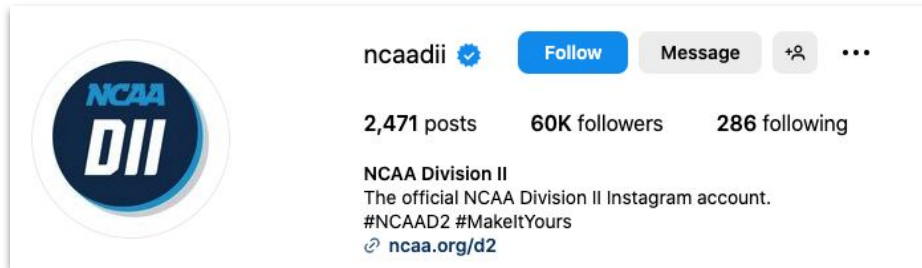 NCAA
DII
ncaadii
Follow
Message
2,471 posts 60K followers 286 following
NCAA Division II
The official NCAA Division II Instagram account.
#NCAAD2 #MakeItYours
ncaa.org/d2